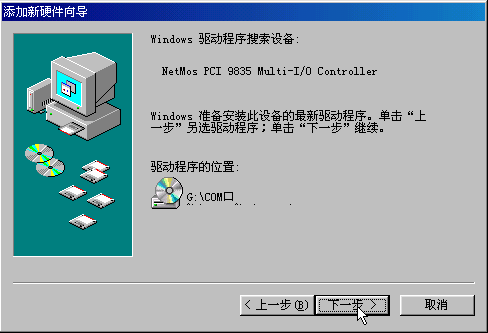 添加新硬件向导
Windows 驱动程序搜索设备:
NetMos PCI 9835 Multi-I/O Controller
Windows 准备安装此设备的最新驱动程序。单击“上
一步”另选驱动程序；单击“下一步”继续。
驱动程序的位置:
G:\COM口
< 上一步(B)
下一步 >
取消